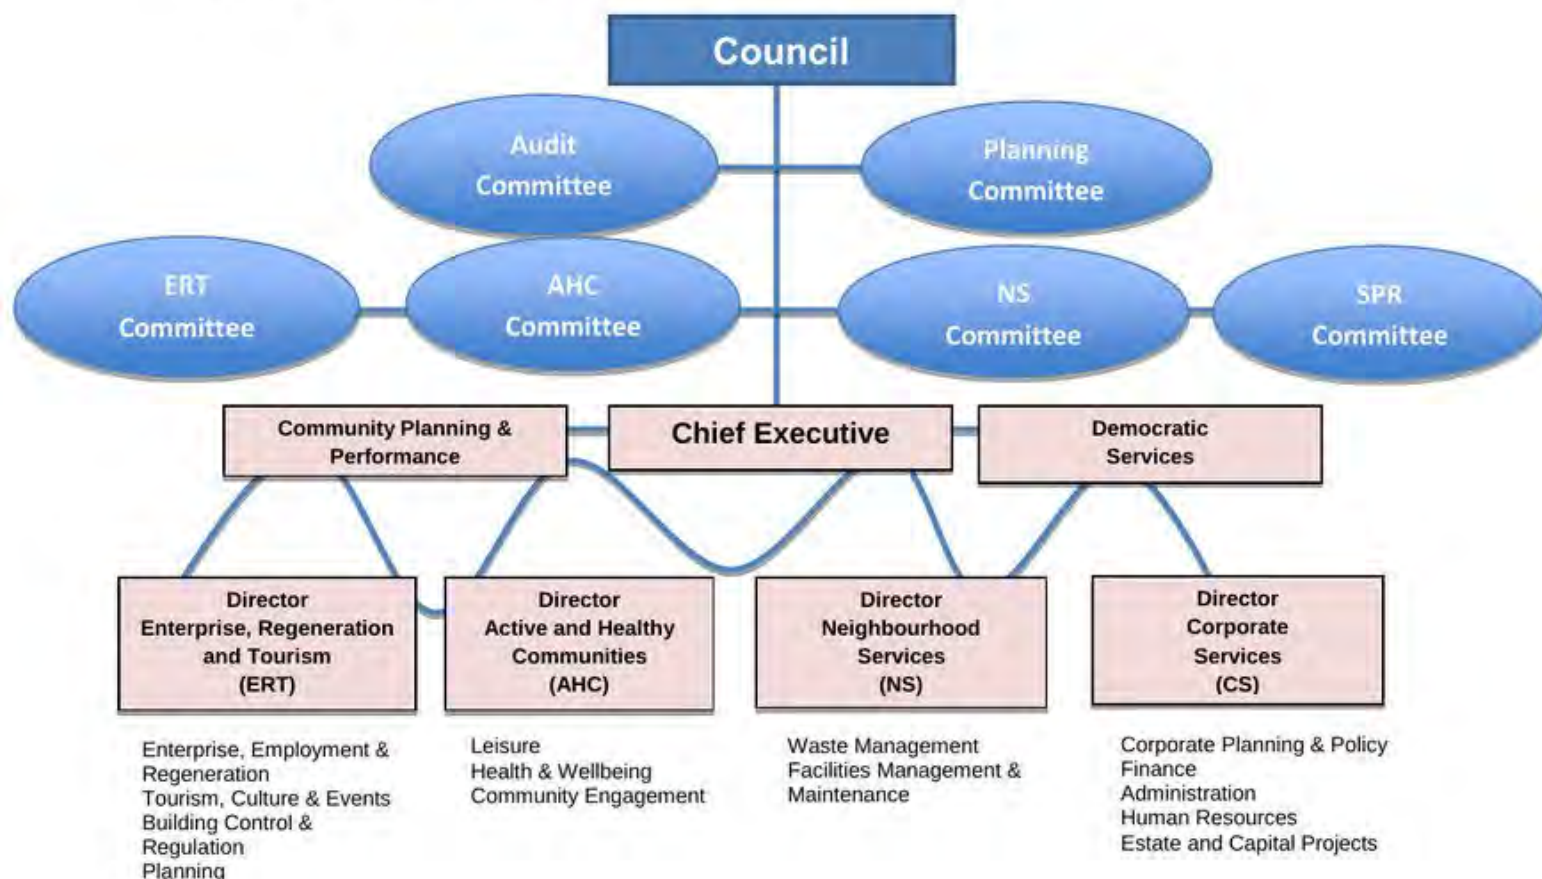 Council
Audit
Committee
Planning
Committee
ERT
Committee
AHC
Committee
NS
Committee
SPR
Committee
Community Planning &
Performance
Chief Executive
Democratic
Services
Director
Enterprise, Regeneration
and Tourism
(ERT)
Director
Active and Healthy
Communities
(AHC)
Director
Neighbourhood
Services
(NS)
Director
Corporate
Services
(CS)
Enterprise, Employment &
Regeneration
Tourism, Culture & Events
Building Control &
Regulation
Planning
Leisure
Health & Wellbeing
Community Engagement
Waste Management
Facilities Management &
Maintenance
Corporate Planning & Policy
Finance
Administration
Human Resources
Estate and Capital Projects